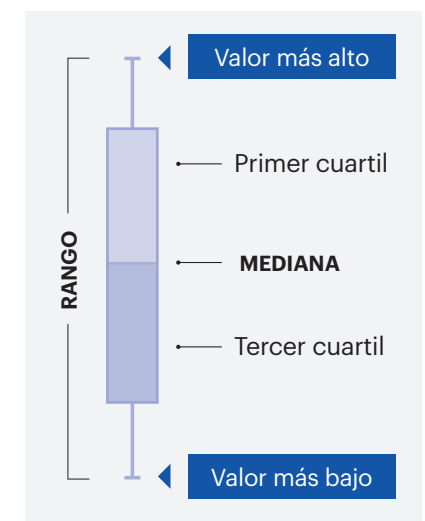 Valor más alto
Primer cuartil
MEDIANA
RANGO
Tercer cuartil
Valor más bajo